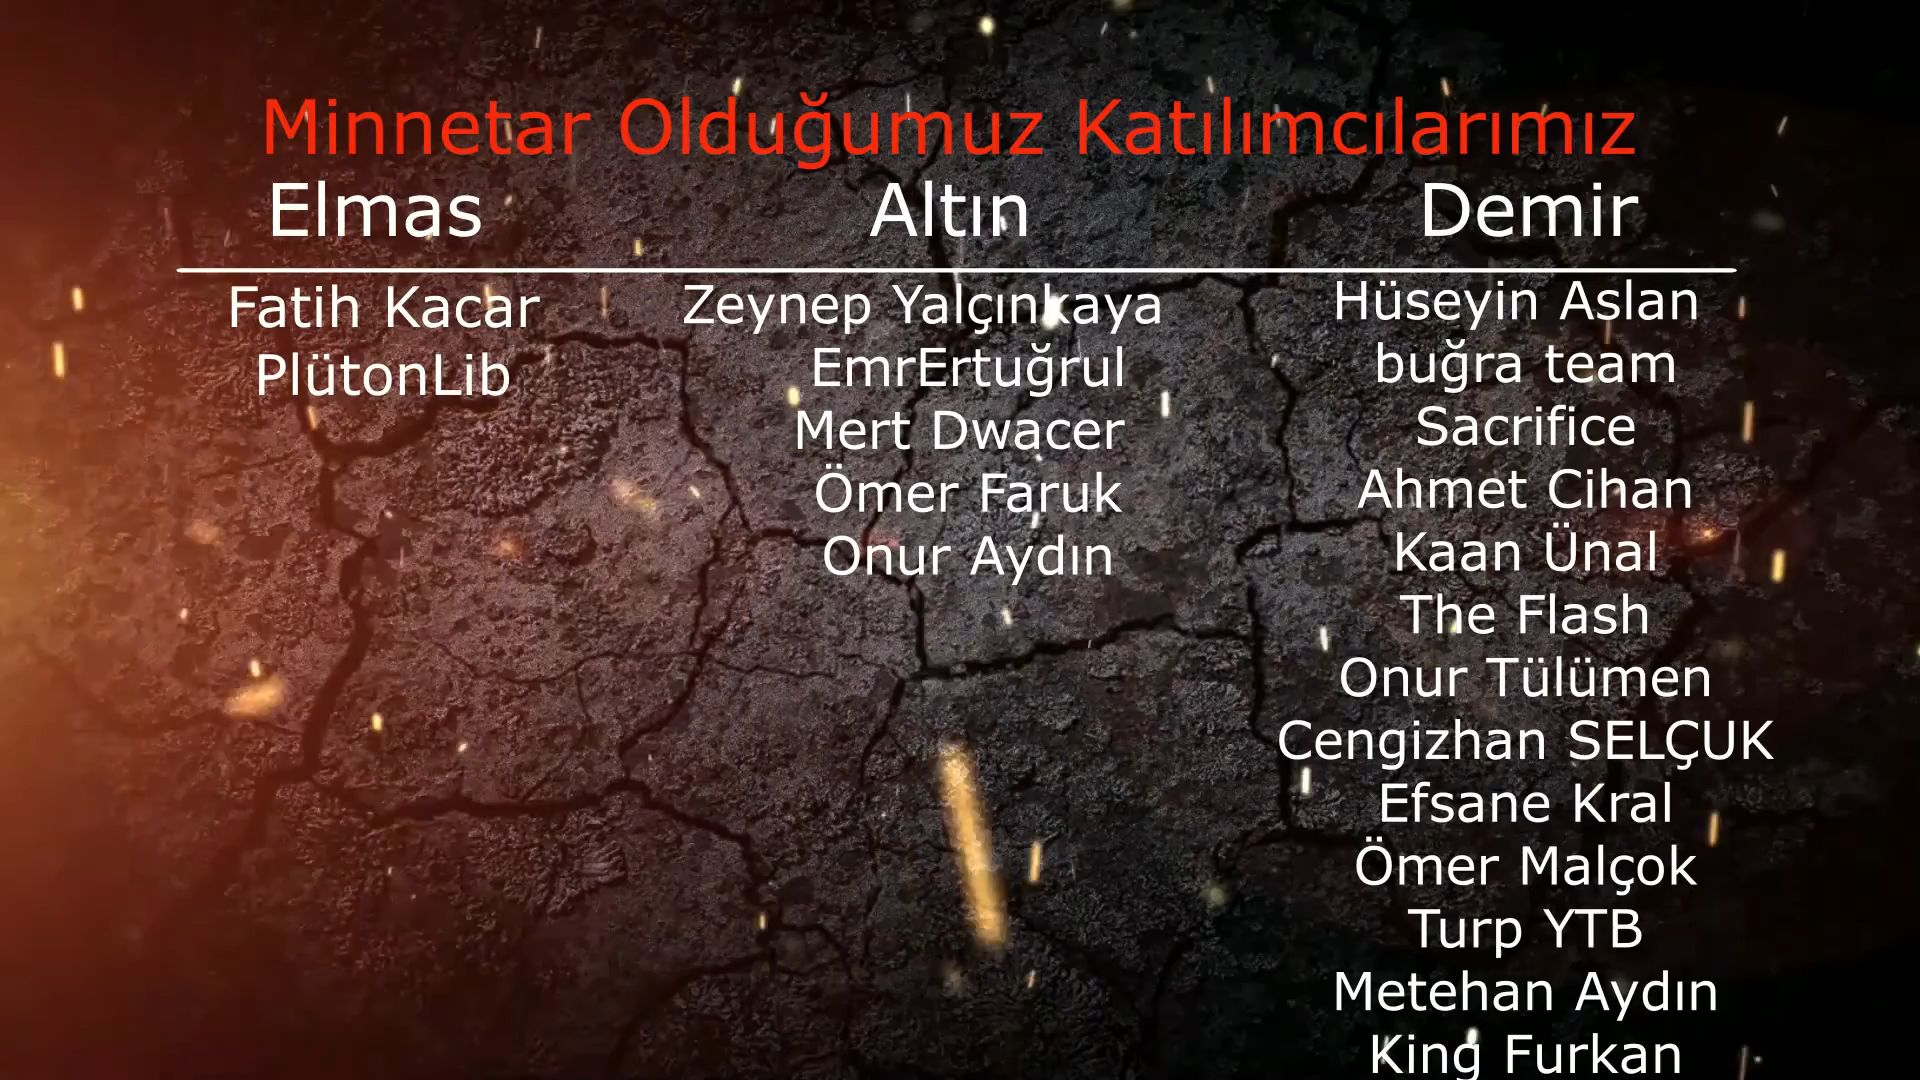 Minnetar Olduğumuz Katılımcılarımız
Elmas
Fatih Kacar
PlütonLib
Altın
Zeynep Yalçınkaya
EmrErtuğrul
Mert Dwacer
Ömer Faruk
Onur Aydın
Demir
Hüseyin Aslan
buğra team
Sacrifice
Ahmet Cihan
Kaan Ünal
The Flash
Onur Tülümen
Cengizhan SELÇUK
Efsane Kral
Ömer Malçok
Turp YTB
Metehan Aydın
King Furkan